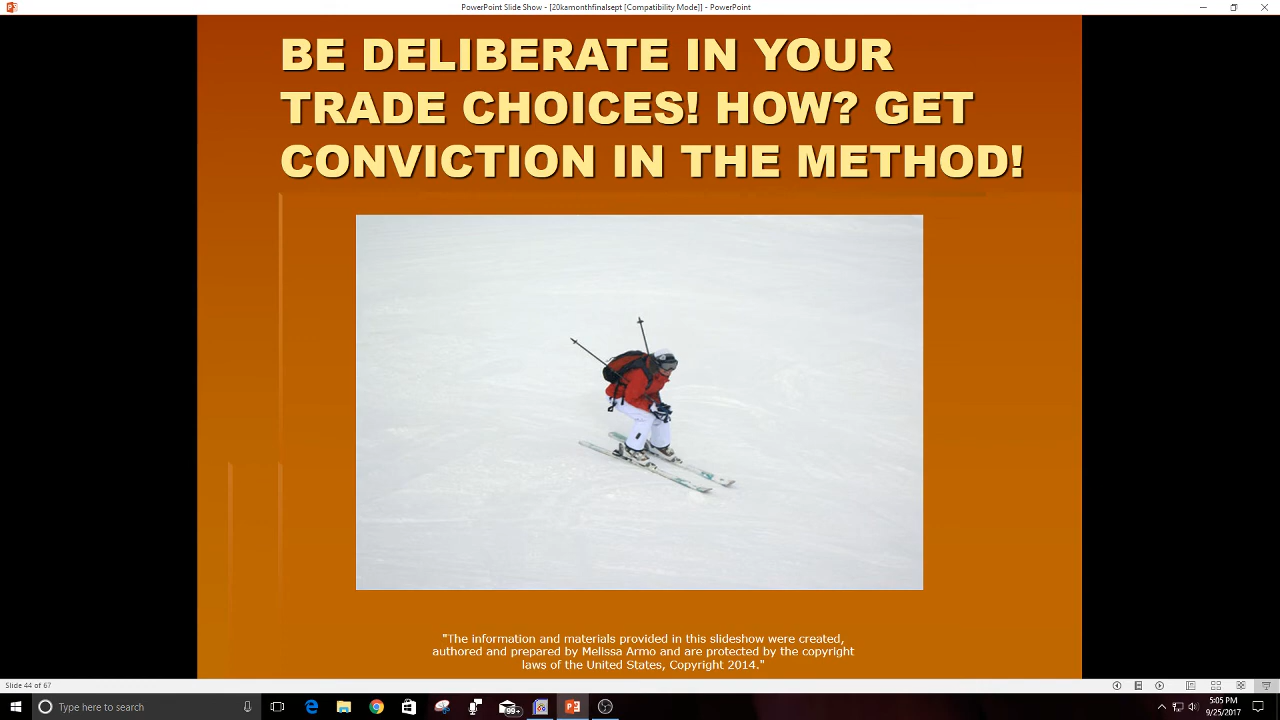 PowerPoint Slide Show - [20kamonthfinalsept [Compatibility Mode]] - PowerPoint
BE DELIBERATE IN YOUR
TRADE CHOICES! HOW? GET
CONVICTION IN THE METHOD!
"The information and materials provided in this slideshow were created,
authored and prepared by Melissa Armo and are protected by the copyright
laws of the United States, Copyright 2014."
Slide 44 of 67
Type here to search
99+
5:05 PM
9/25/2017